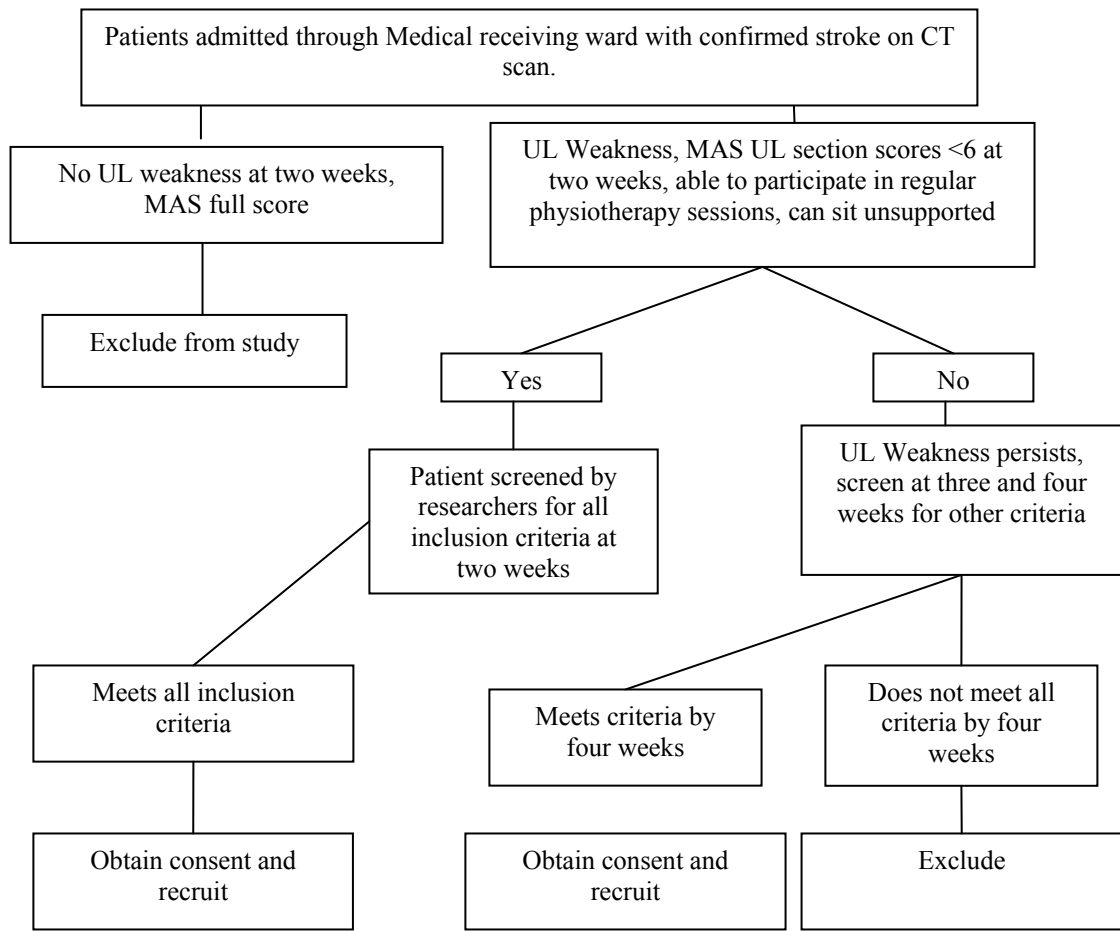 Patients admitted through Medical receiving ward with confirmed stroke on CT
scan.
No UL weakness at two weeks,
MAS full score
UL Weakness, MAS UL section scores <6 at
two weeks, able to participate in regular
physiotherapy sessions, can sit unsupported
Exclude from study
Yes
No
Patient screened by
researchers for all
inclusion criteria at
two weeks
UL Weakness persists,
screen at three and four
weeks for other criteria
Meets all inclusion
criteria
Meets criteria by
four weeks
Does not meet all
criteria by four
weeks
Obtain consent and
recruit
Obtain consent and
recruit
Exclude